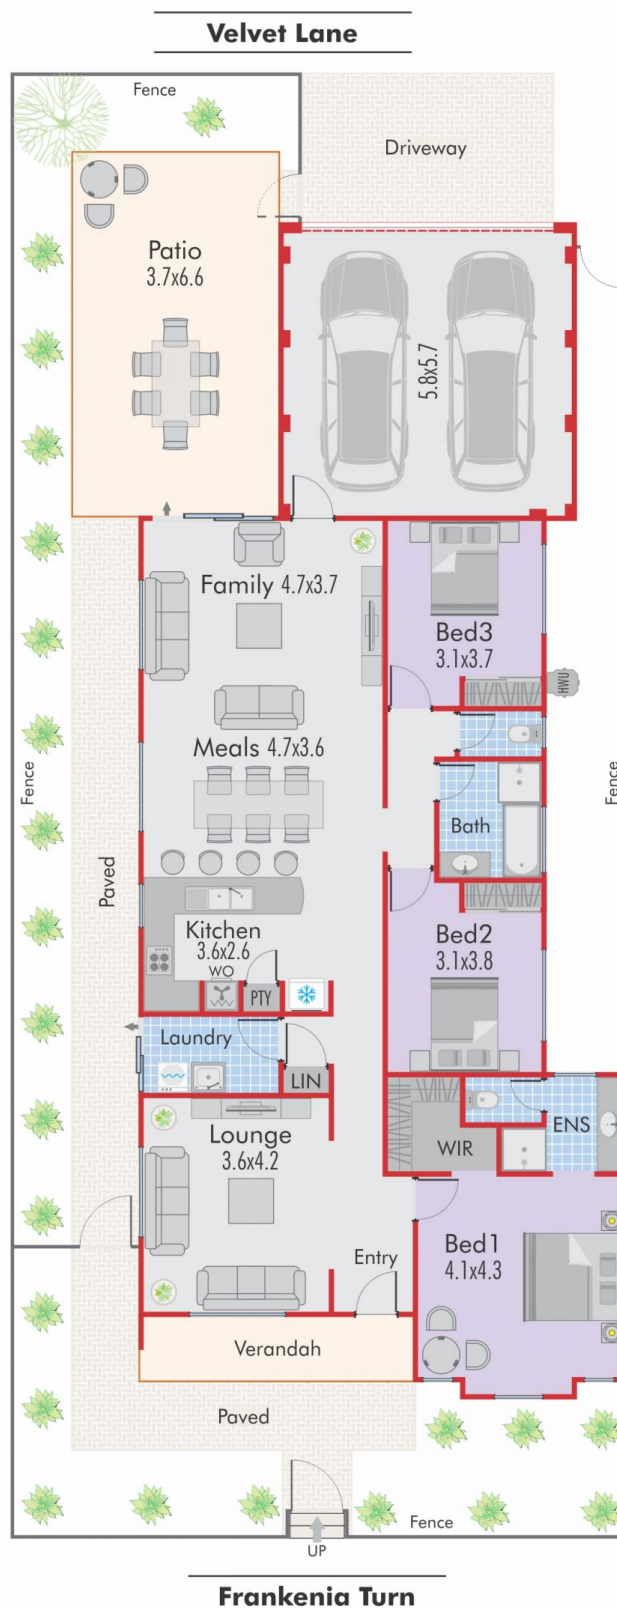 Velvet Lane
Fence
Driveway
Patio
3.7x6.6
5.8x5.7
Family 4.7x3.7
Bed3
3.1x3.7
HWU
Meals 4.7x3.6
Fence
Fence
Bath
Paved
Kitchen
3.6x2.6
WO
PTY
Bed2
3.1x3.8
Laundry
LIN
Lounge
3.6x4.2
WIR
ENS
Entry
Bed1
4.1x4.3
Verandah
Paved
Fence
UP
Frankenia Turn